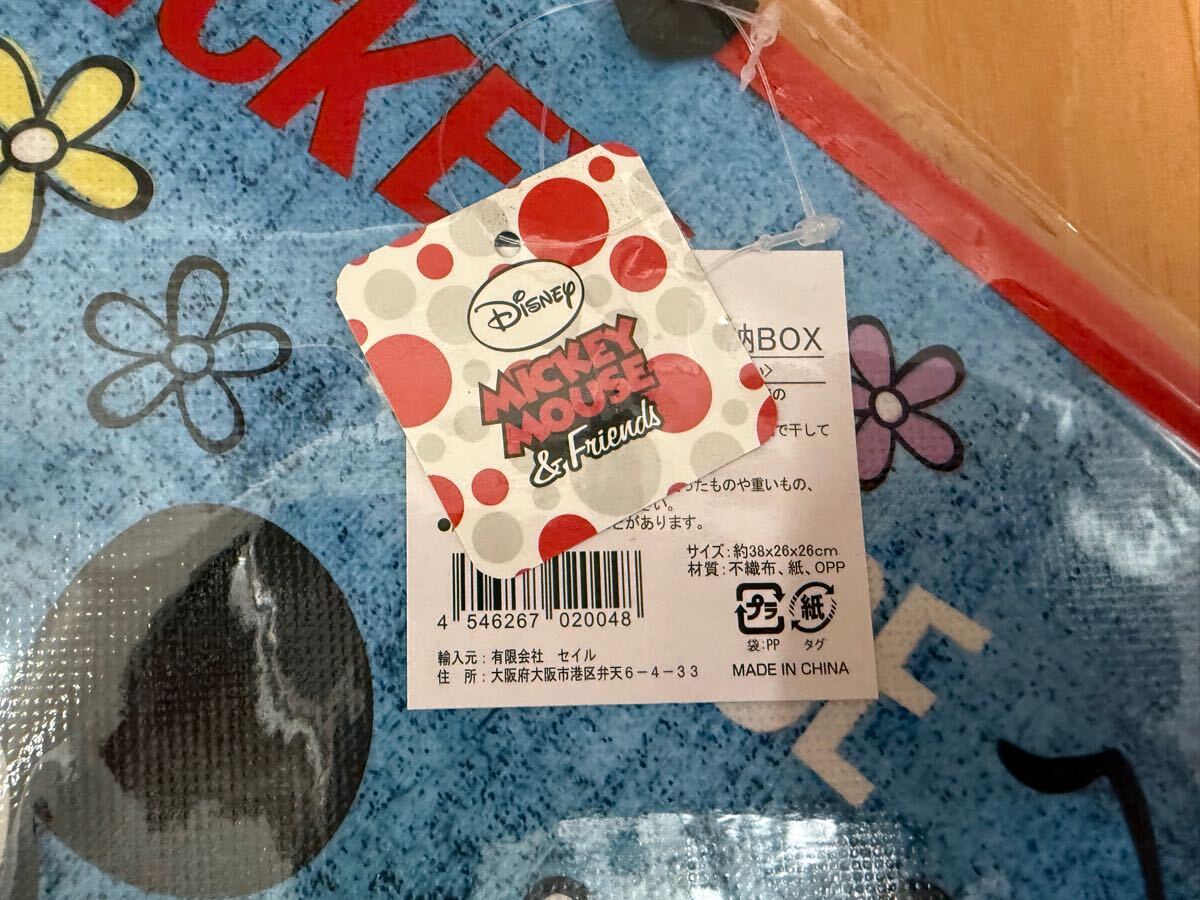 ICKEY
Disney
MICKEY
MOUSE
& Friends
納BOX
の
で干して
ったものや重いもの、
さい。
とがあります。
サイズ:約38x26x26cm
材質:不織布、紙、OPP
4 546267 020048
プラ
紙
袋:PP
タグ
輸入元:有限会社 セイル
住 所:大阪府大阪市港区弁天6-4-33
MADE IN CHINA
SE